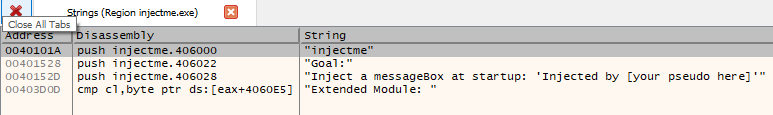 Strings (Region injectme.exe)
Close All Tabs
Address Disassembly String
0040101A push injectme.406000 "injectme"
00401528 push injectme.406022 "Goal:"
0040152D push injectme.406028 "Inject a messageBox at startup: 'Injected by [your pseudo here]'"
00403D0D cmp cl,byte ptr ds:[eax+4060E5] "Extended Module: "